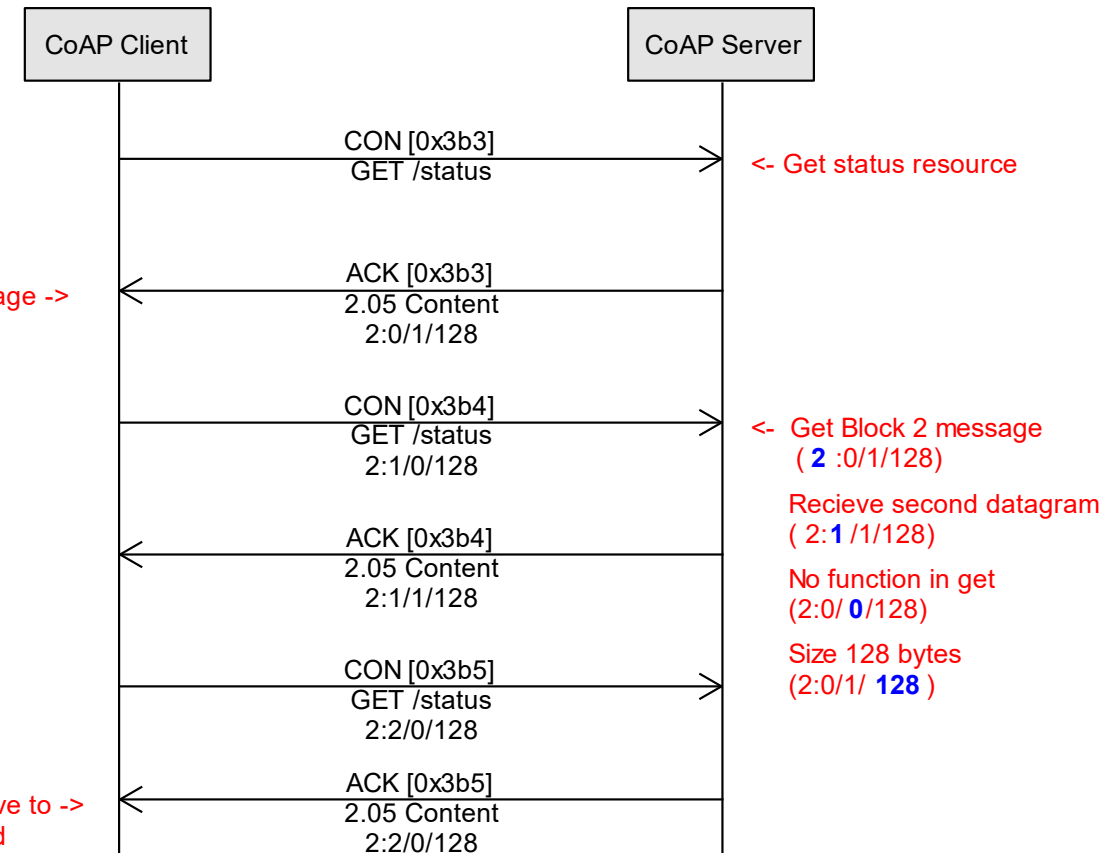 CoAP Client
CoAP Server
CON [0x3b3]
GET /status
<- Get status resource
ACK [0x3b3]
2.05 Content
2:0/1/128
->
CON [0x3b4]
GET /status
2:1/0/128
<- Get Block 2 message
( 2 :0/1/128)
Recieve second datagram
( 2:1 /1/128)
No function in get
(2:0/ 0/128)
Size 128 bytes
(2:0/1/ 128 )
ACK [0x3b4]
2.05 Content
2:1/1/128
CON [0x3b5]
GET /status
2:2/0/128
ACK [0x3b5]
2.05 Content
2:2/0/128
to ->